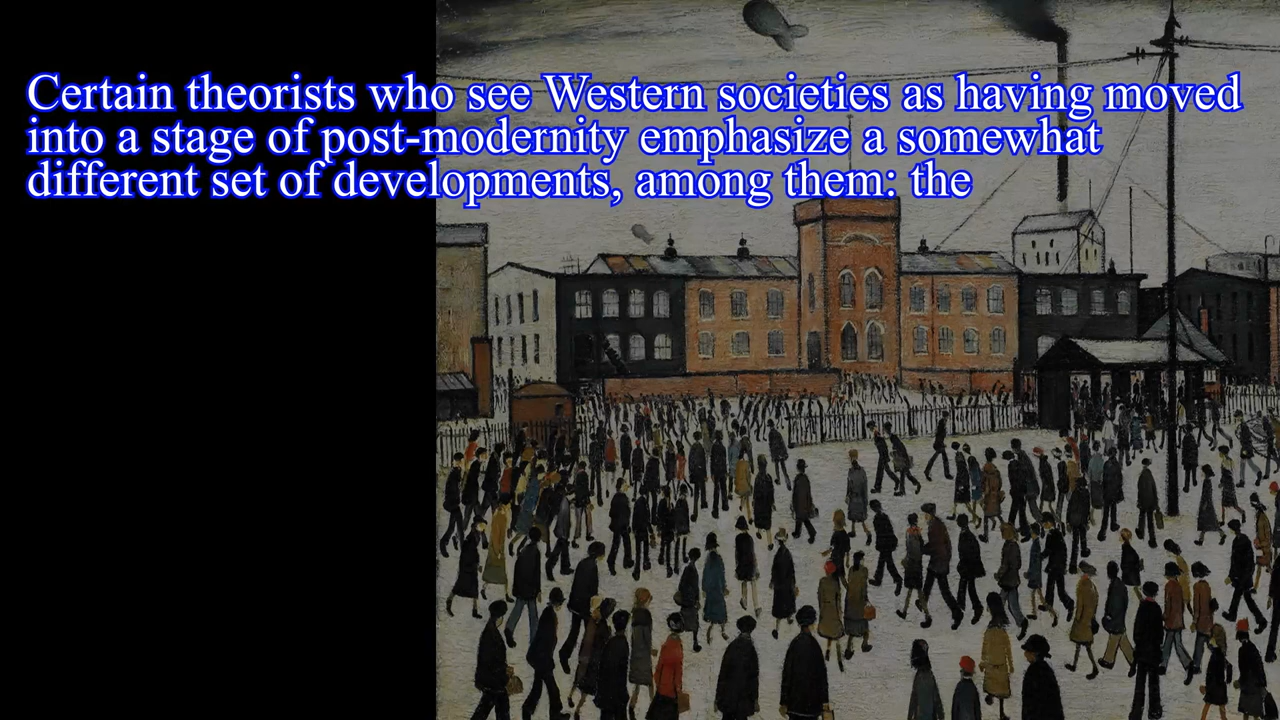 Certain theorists who see Western societies as having moved
into a stage of post-modernity emphasize a somewhat
different set of developments, among them: the